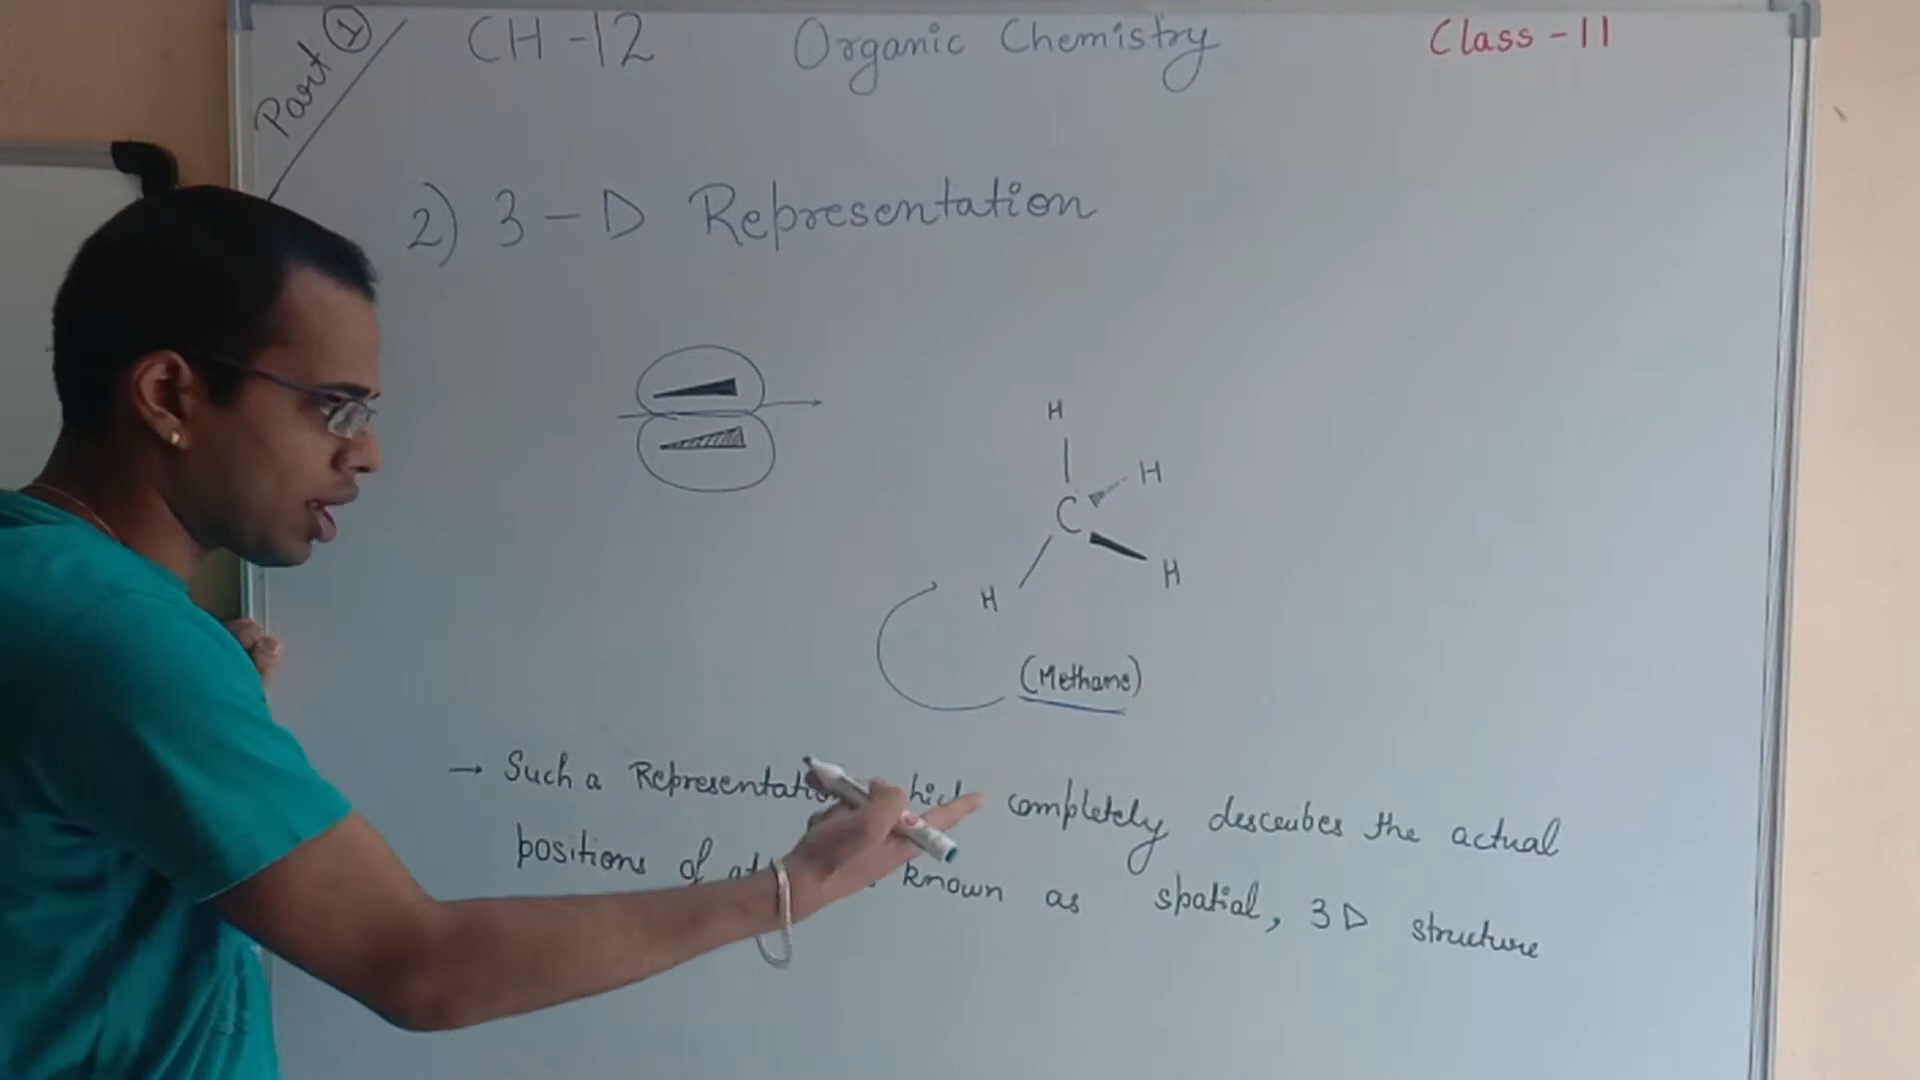 Part 1
CH-12 Organic Chemistry Class-11
2) 3-D Representation
H
H
C
H
H
(Methane)
→ Such a Representation completely describes the actual
positions of known as spatial, 3D structure